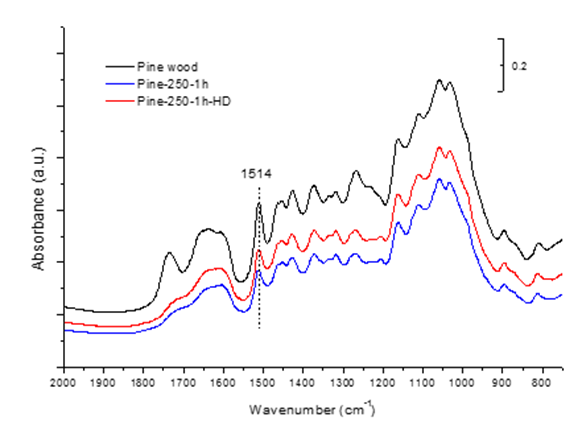 Pine wood
Pine-250-1h
Pine-250-1h-HD
0.2
1514
Absorbance (a.u.)
2000 1900 1800 1700 1600 1500 1400 1300 1200 1100 1000 900 800
Wavenumber (cm⁻¹)